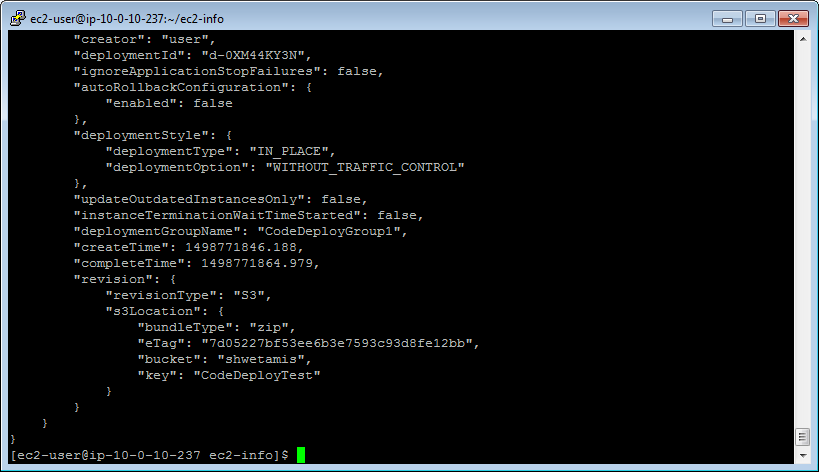 ec2-user@ip-10-0-10-237:~/ec2-info
"creator": "user",
"deploymentId": "d-0XM44KY3N",
"ignoreApplicationStopFailures": false,
"autoRollbackConfiguration": {
"enabled": false
},
"deploymentStyle": {
"deploymentType": "IN_PLACE",
"deploymentOption": "WITHOUT_TRAFFIC_CONTROL"
},
"updateOutdatedInstancesOnly": false,
"instanceTerminationWaitTimeStarted": false,
"deploymentGroupName": "CodeDeployGroup1",
"createTime": 1498771846.188,
"completeTime": 1498771864.979,
"revision": {
"revisionType": "S3",
"s3Location": {
"bundleType": "zip",
"eTag": "7d05227bf53ee6b3e7593c93d8fe12bb",
"bucket": "shwetamis",
"key": "CodeDeployTest"
}
}
}
}
[ec2-user@ip-10-0-10-237 ec2-info]$